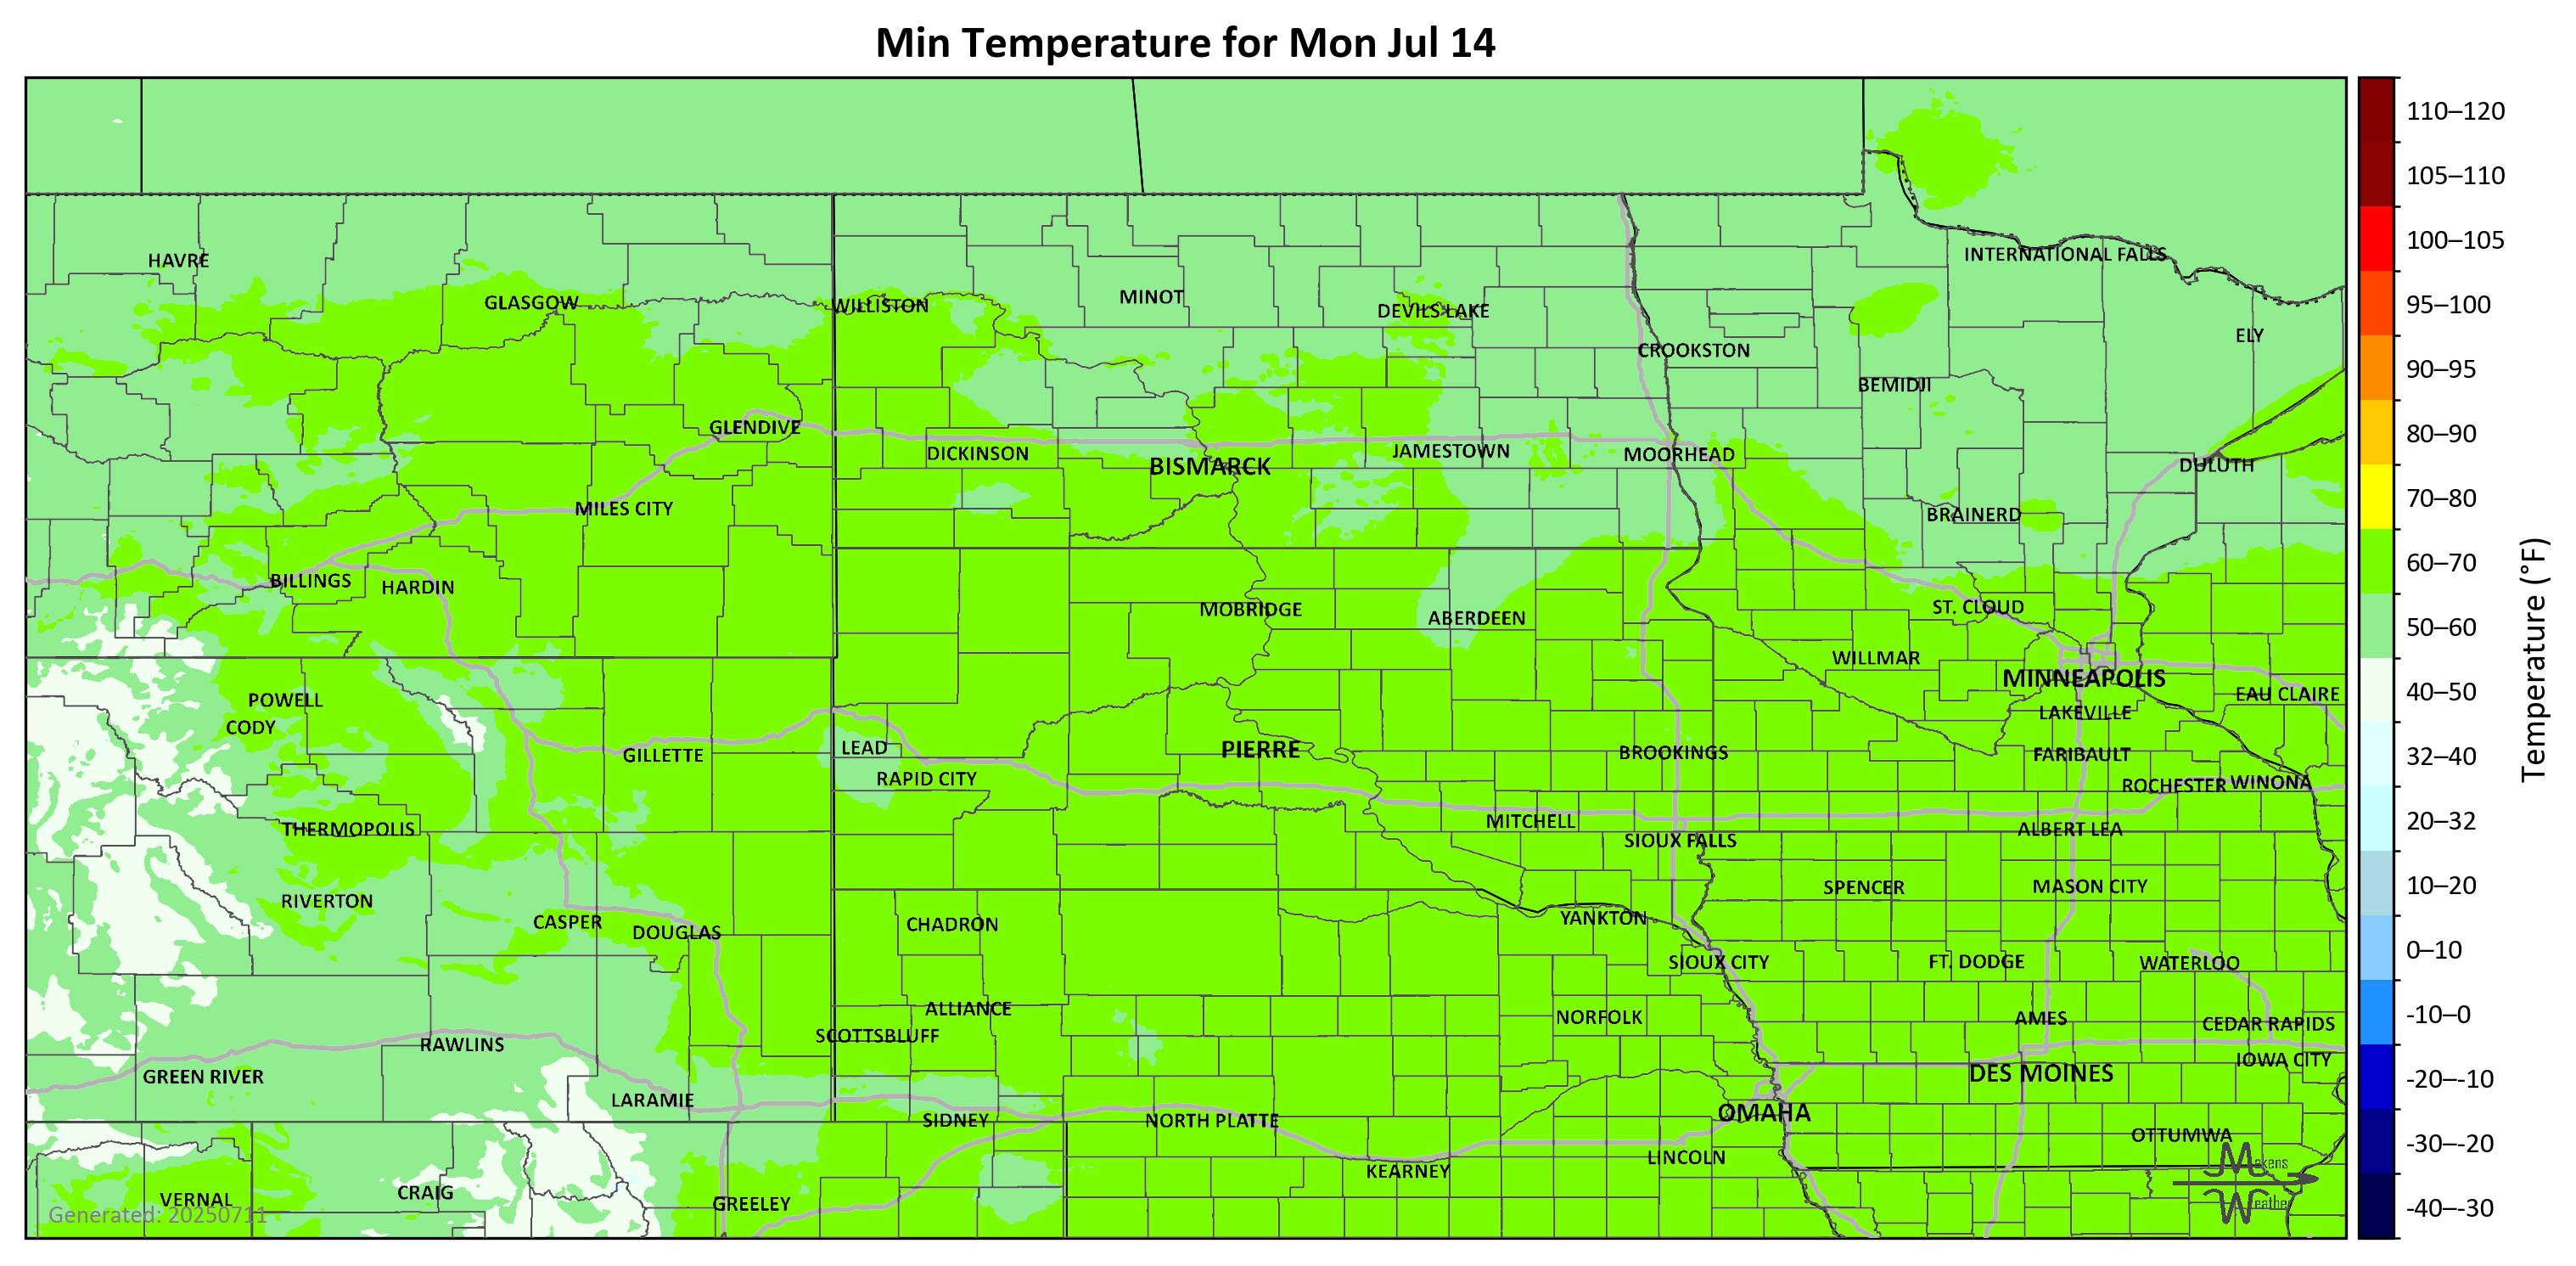 Min Temperature for Mon Jul 14
110–120
105–110
100–105
95–100
90–95
80–90
70–80
60–70
50–60
40–50
32–40
20–32
10–20
0–10
-10–0
-20–-10
-30–-20
-40–-30
Temperature (°F)
HAVRE
INTERNATIONAL FALLS
GLASGOW
WILLISTON
MINOT
DEVILS LAKE
ELY
CROOKSTON
BEMIDJI
GLENDIVE
DICKINSON
BISMARCK
JAMESTOWN
MOORHEAD
DULUTH
MILES CITY
BRAINERD
BILLINGS
HARDIN
MOBRIDGE
ABERDEEN
ST. CLOUD
WILLMAR
MINNEAPOLIS
POWELL
EAU CLAIRE
CODY
LAKEVILLE
GILLETTE
LEAD
PIERRE
BROOKINGS
FARIBAULT
RAPID CITY
ROCHESTER
WINONA
THERMOPOLIS
MITCHELL
SIOUX FALLS
ALBERT LEA
RIVERTON
SPENCER
MASON CITY
CASPER
DOUGLAS
CHADRON
YANKTON
SIOUX CITY
FT. DODGE
WATERLOO
ALLIANCE
NORFOLK
AMES
CEDAR RAPIDS
RAWLINS
SCOTTSBLUFF
IOWA CITY
GREEN RIVER
DES MOINES
LARAMIE
SIDNEY
NORTH PLATTE
OMAHA
OTTUMWA
LINCOLN
KEARNEY
VERNAL
CRAIG
GREELEY
Generated: 20250711
Makens
Weather